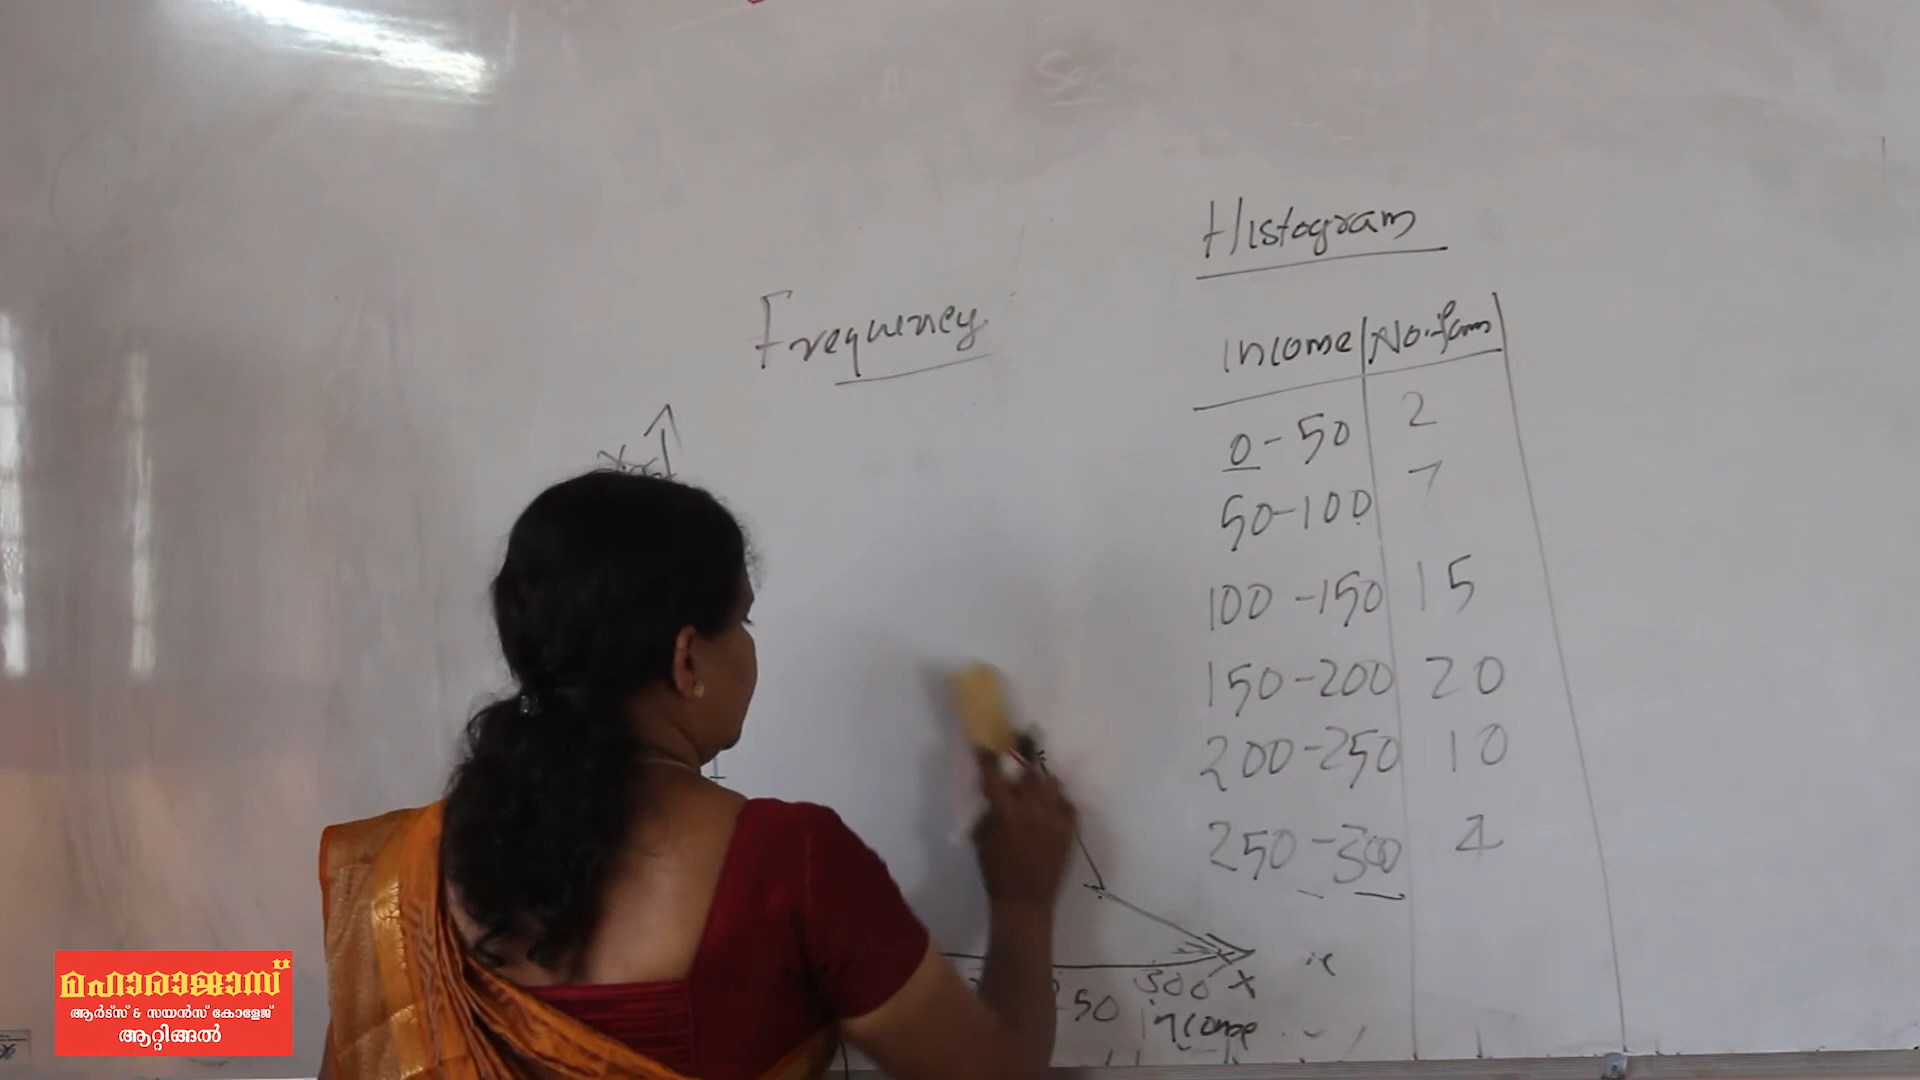 Histogram
Frequency
Income No. fam
0-50 2
50-100 7
100-150 15
150-200 20
200-250 10
250-300 4
300 x
50
Income
മഹാരാജാസ്
ആർട്സ് & സയൻസ് കോളേജ്
ആറ്റിങ്ങൽ